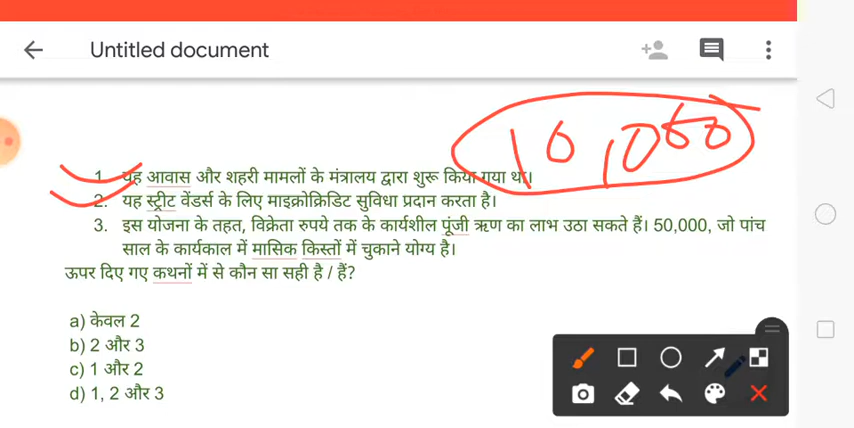 Untitled document
10,000
1. यह आवास और शहरी मामलों के मंत्रालय द्वारा शुरू किया गया था।
2. यह स्ट्रीट वेंडर्स के लिए माइक्रोक्रिडिट सुविधा प्रदान करता है।
3. इस योजना के तहत, विक्रेता रुपये तक के कार्यशील पूंजी ऋण का लाभ उठा सकते हैं। 50,000, जो पांच
साल के कार्यकाल में मासिक किस्तों में चुकाने योग्य है।
ऊपर दिए गए कथनों में से कौन सा सही है / हैं?
a) केवल 2
b) 2 और 3
c) 1 और 2
d) 1, 2 और 3